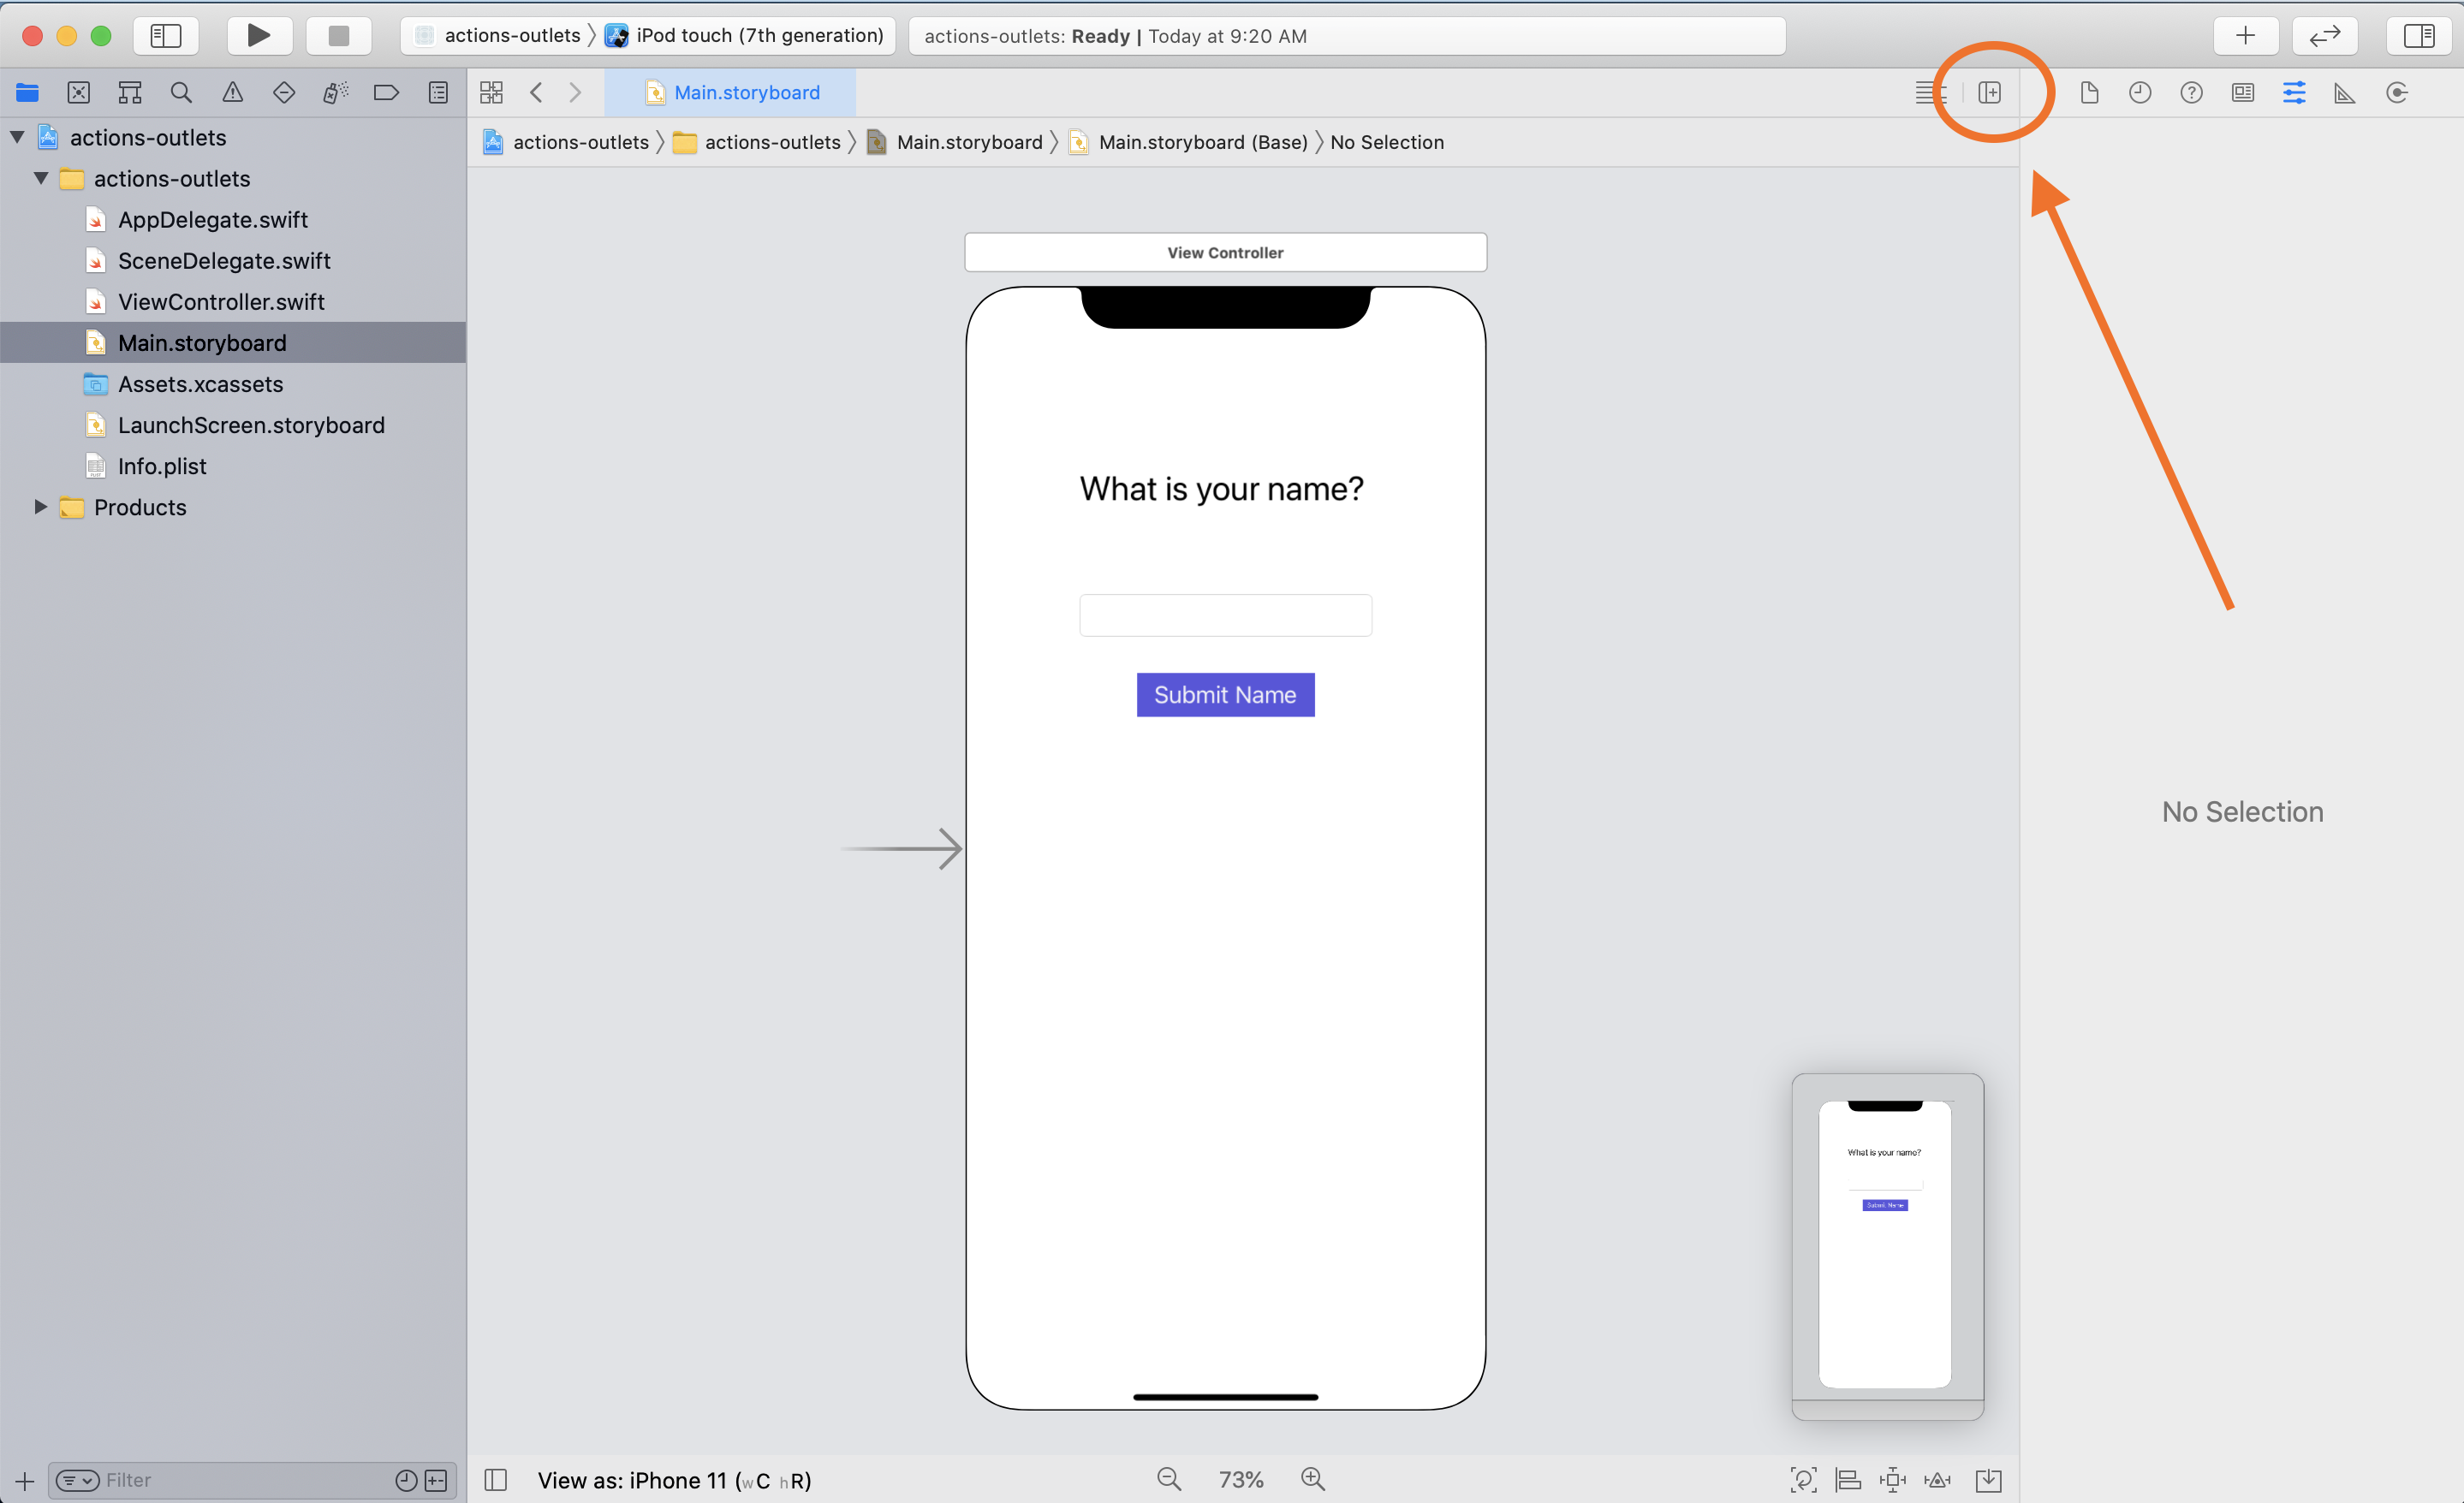 actions-outlets iPod touch (7th generation)
actions-outlets: Ready | Today at 9:20 AM
Main.storyboard
actions-outlets actions-outlets Main.storyboard Main.storyboard (Base) No Selection
actions-outlets
actions-outlets
AppDelegate.swift
SceneDelegate.swift
ViewController.swift
Main.storyboard
Assets.xcassets
LaunchScreen.storyboard
Info.plist
Products
View Controller
What is your name?
Submit Name
No Selection
What is your name?
Submit Name
Filter
View as: iPhone 11 (wC hR)
73%